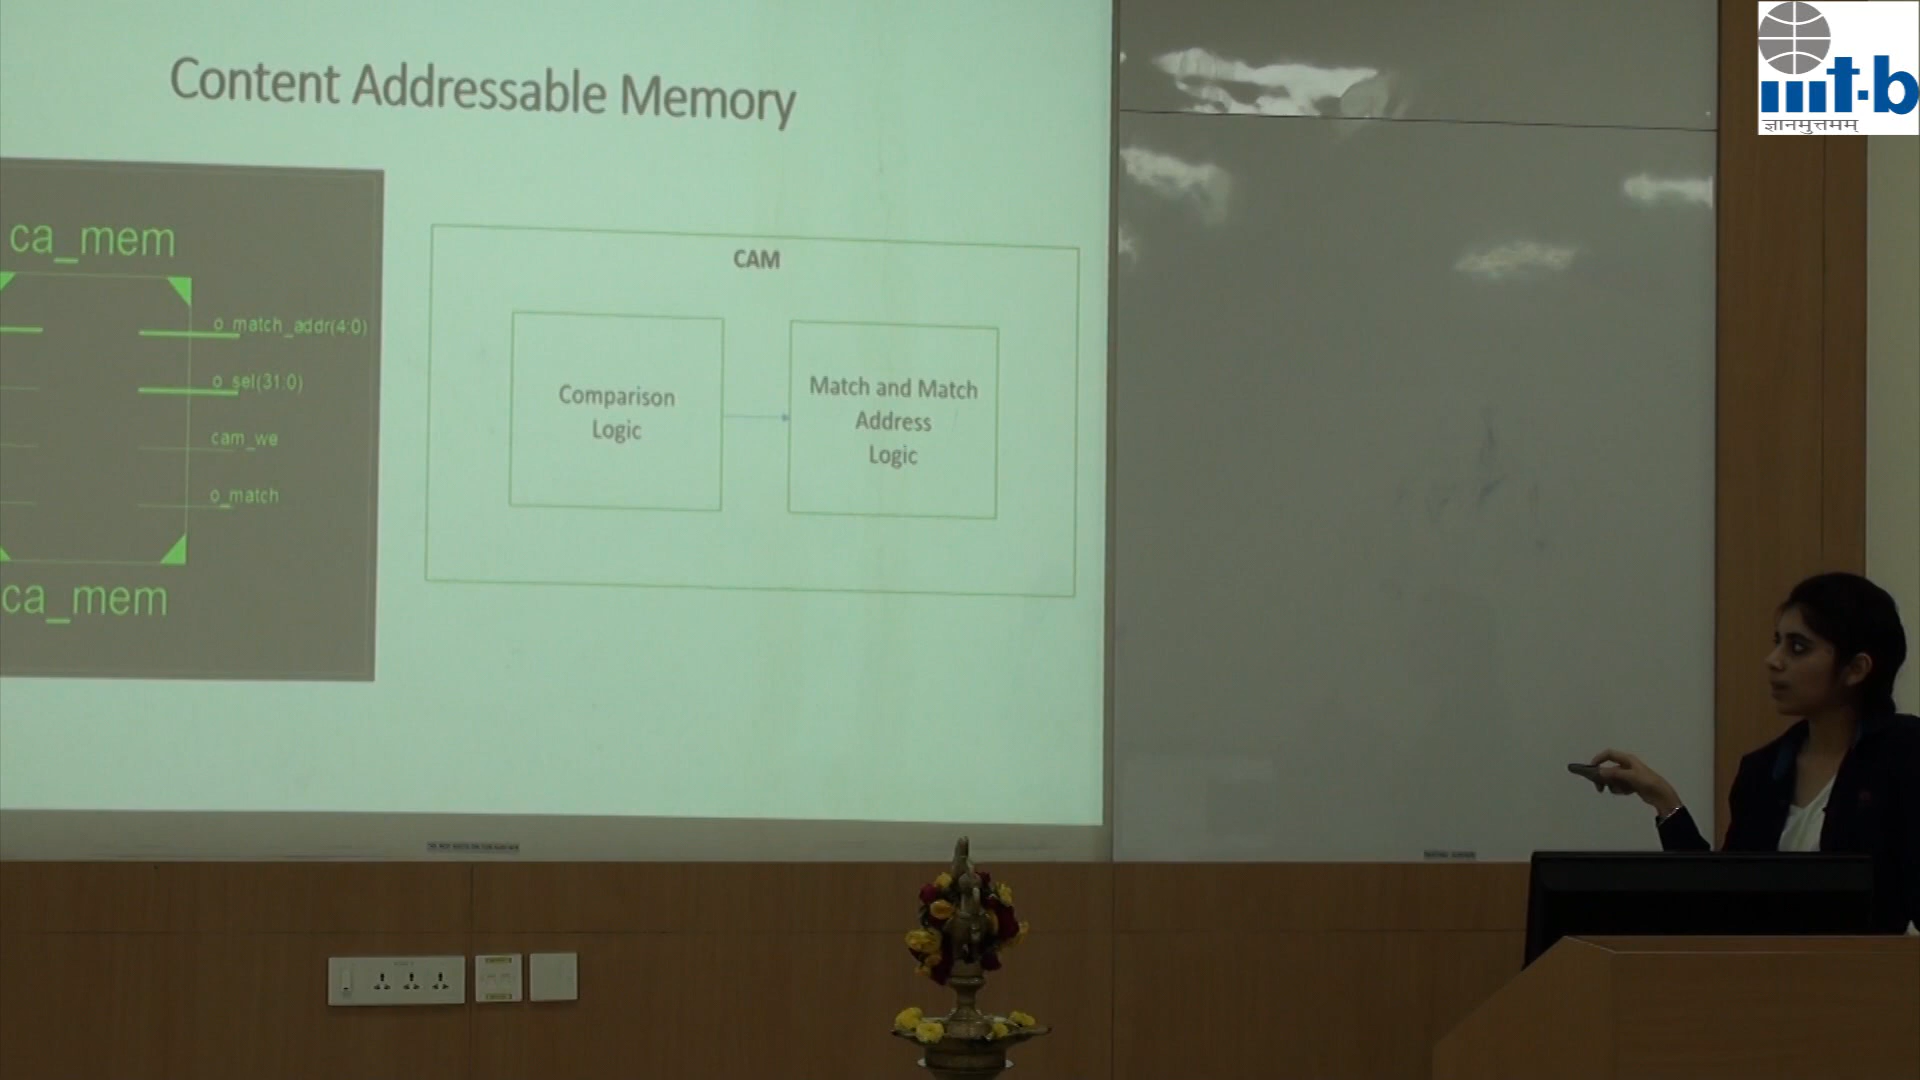 Content Addressable Memory
ca_mem
o_match_addr(4:0)
o_sel(31:0)
cam_we
o_match
ca_mem
CAM
Comparison
Logic
Match and Match
Address
Logic
iiit-b
ज्ञानमुत्तमम्